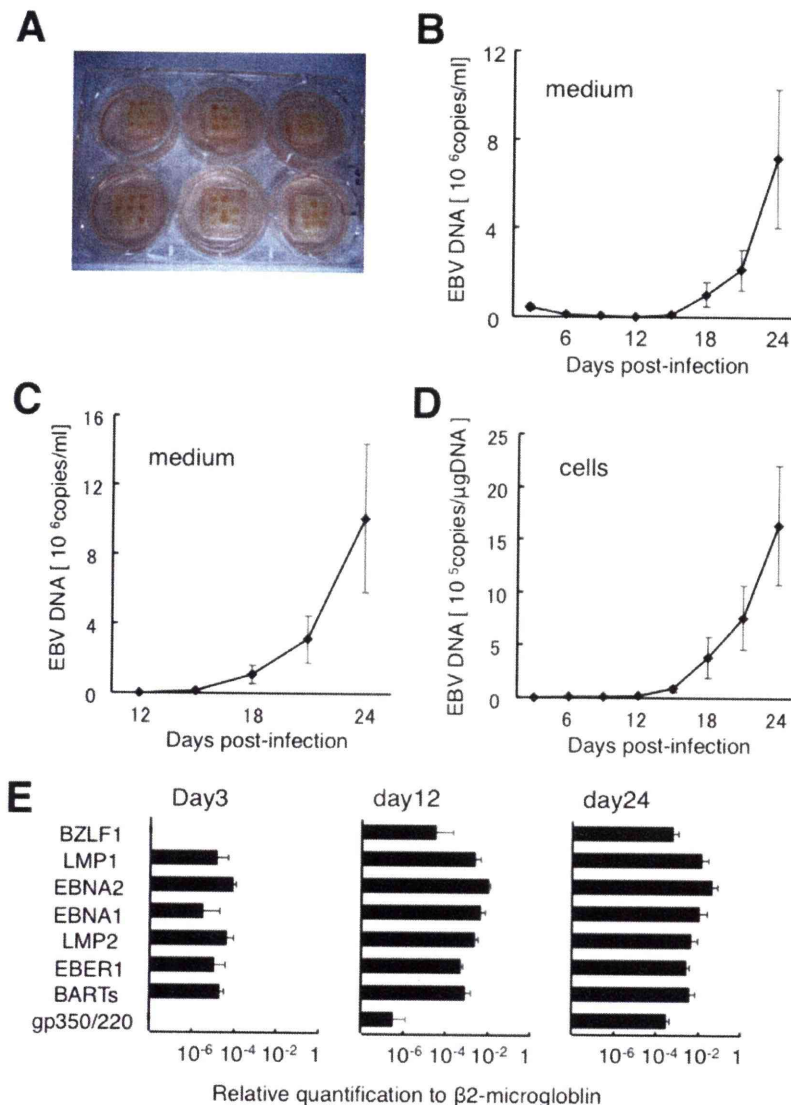 A
B
medium
EBV DNA [ 10 ⁶copies/ml]
12
8
4
0
6 12 18 24
Days post-infection
C
medium
EBV DNA [ 10 ⁶copies/ml]
16
12
8
4
0
12 18 24
Days post-infection
D
cells
EBV DNA [ 10 ⁵copies/µgDNA]
25
20
15
10
5
0
6 12 18 24
Days post-infection
E
Day3 day12 day24
BZLF1
LMP1
EBNA2
EBNA1
LMP2
EBER1
BARTs
gp350/220
10⁻⁶ 10⁻⁴ 10⁻² 1 10⁻⁶ 10⁻⁴ 10⁻² 1 10⁻⁶ 10⁻⁴ 10⁻² 1
Relative quantification to β2-microgloblin